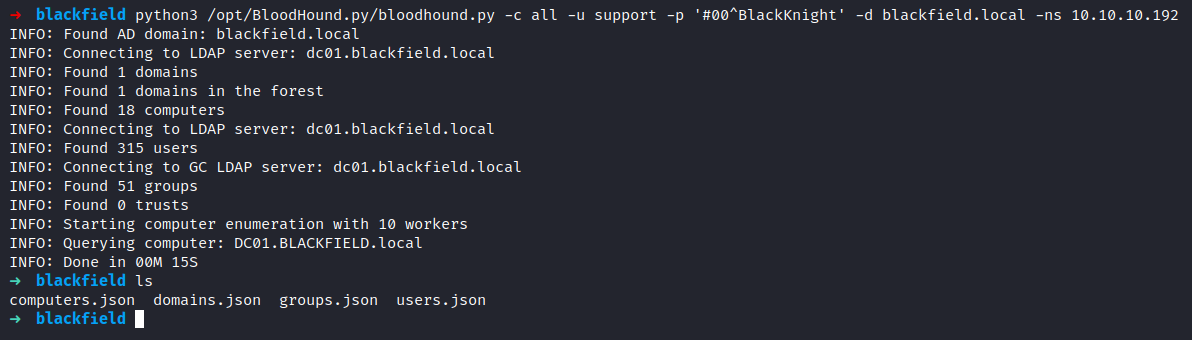 → blackfield python3 /opt/BloodHound.py/bloodhound.py -c all -u support -p '#00^BlackKnight' -d blackfield.local -ns 10.10.10.192
INFO: Found AD domain: blackfield.local
INFO: Connecting to LDAP server: dc01.blackfield.local
INFO: Found 1 domains
INFO: Found 1 domains in the forest
INFO: Found 18 computers
INFO: Connecting to LDAP server: dc01.blackfield.local
INFO: Found 315 users
INFO: Connecting to GC LDAP server: dc01.blackfield.local
INFO: Found 51 groups
INFO: Found 0 trusts
INFO: Starting computer enumeration with 10 workers
INFO: Querying computer: DC01.BLACKFIELD.local
INFO: Done in 00M 15S
→ blackfield ls
computers.json  domains.json  groups.json  users.json
→ blackfield